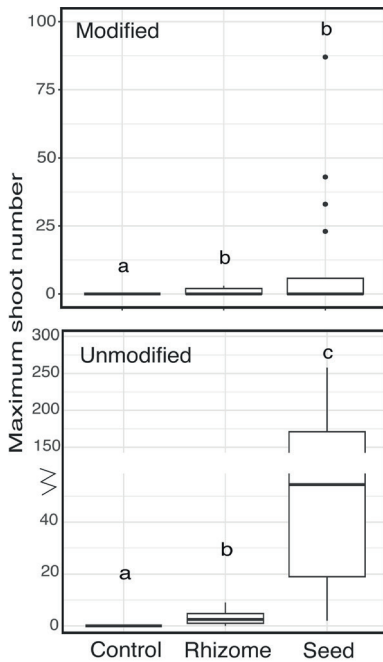 Maximum shoot number
Modified
100
75
50
25
0
a
b
b
Unmodified
300
250
200
150
40
20
0
a
b
c
Control Rhizome Seed